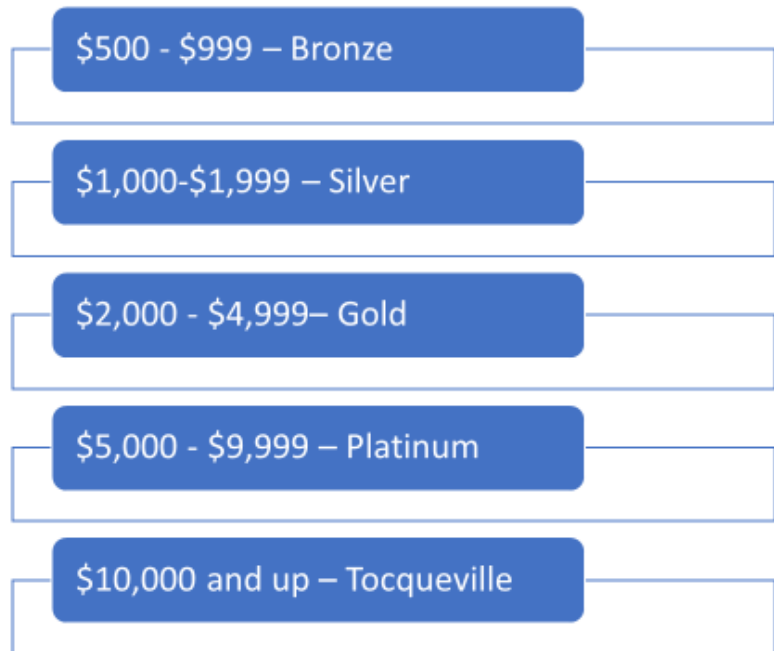 $500 - $999 – Bronze
$1,000-$1,999 – Silver
$2,000 - $4,999– Gold
$5,000 - $9,999 – Platinum
$10,000 and up – Tocqueville